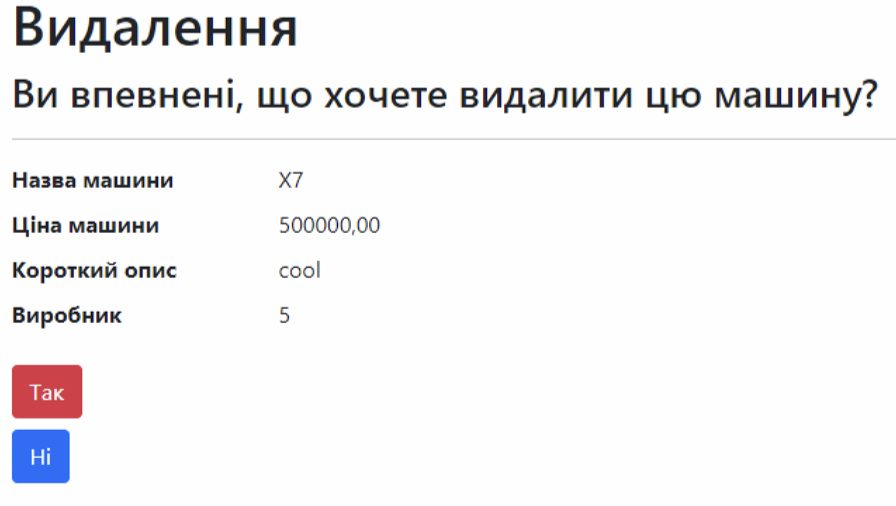 Видалення
Ви впевнені, що хочете видалити цю машину?
Назва машини X7
Ціна машини 500000,00
Короткий опис cool
Виробник 5
Так
Ні